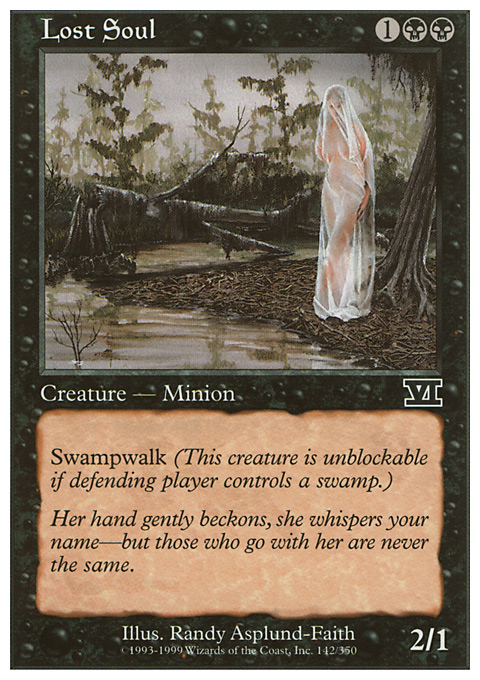 Lost Soul 1
Creature — Minion VI
Swampwalk (This creature is unblockable
if defending player controls a swamp.)
Her hand gently beckons, she whispers your
name—but those who go with her are never
the same.
Illus. Randy Asplund-Faith
©1993-1999 Wizards of the Coast, Inc. 142/350
2/1